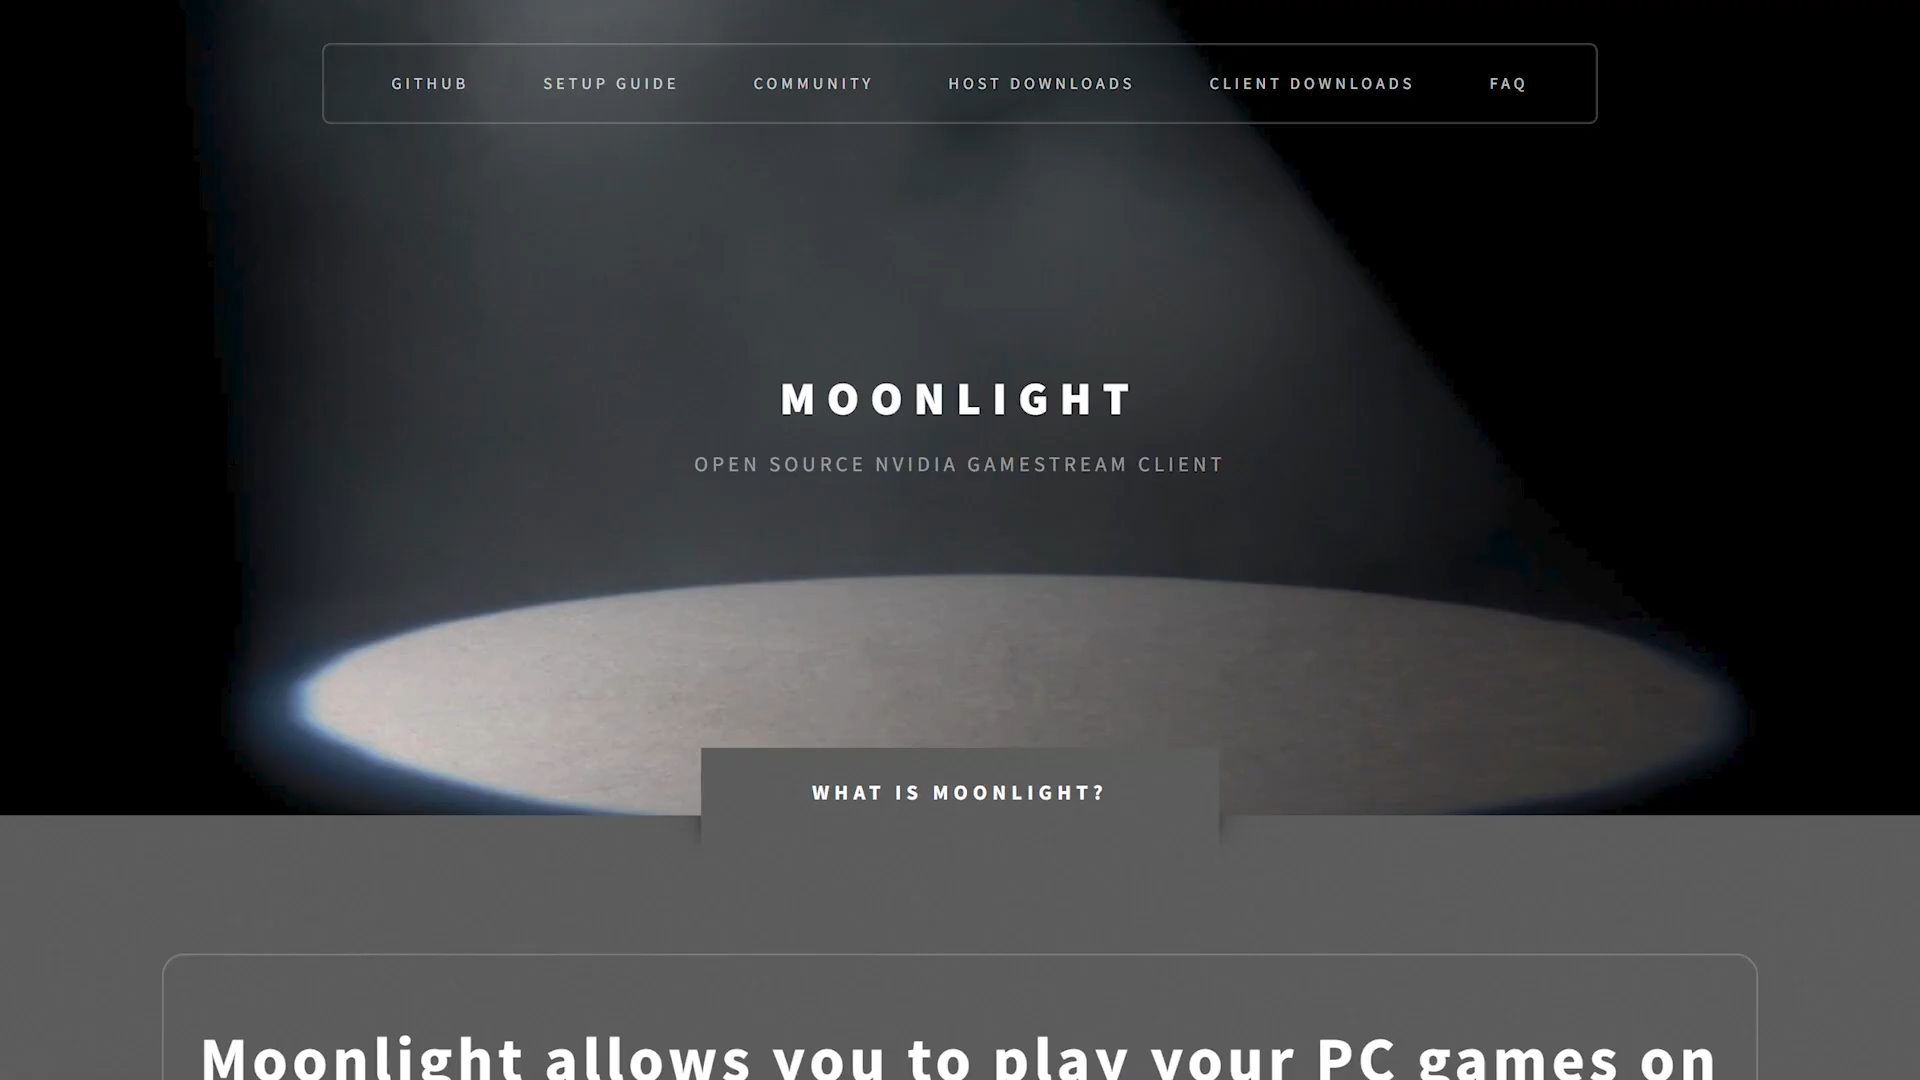 GITHUB SETUP GUIDE COMMUNITY HOST DOWNLOADS CLIENT DOWNLOADS FAQ
MOONLIGHT
OPEN SOURCE NVIDIA GAMESTREAM CLIENT
WHAT IS MOONLIGHT?
Moonlight allows you to play your PC games on